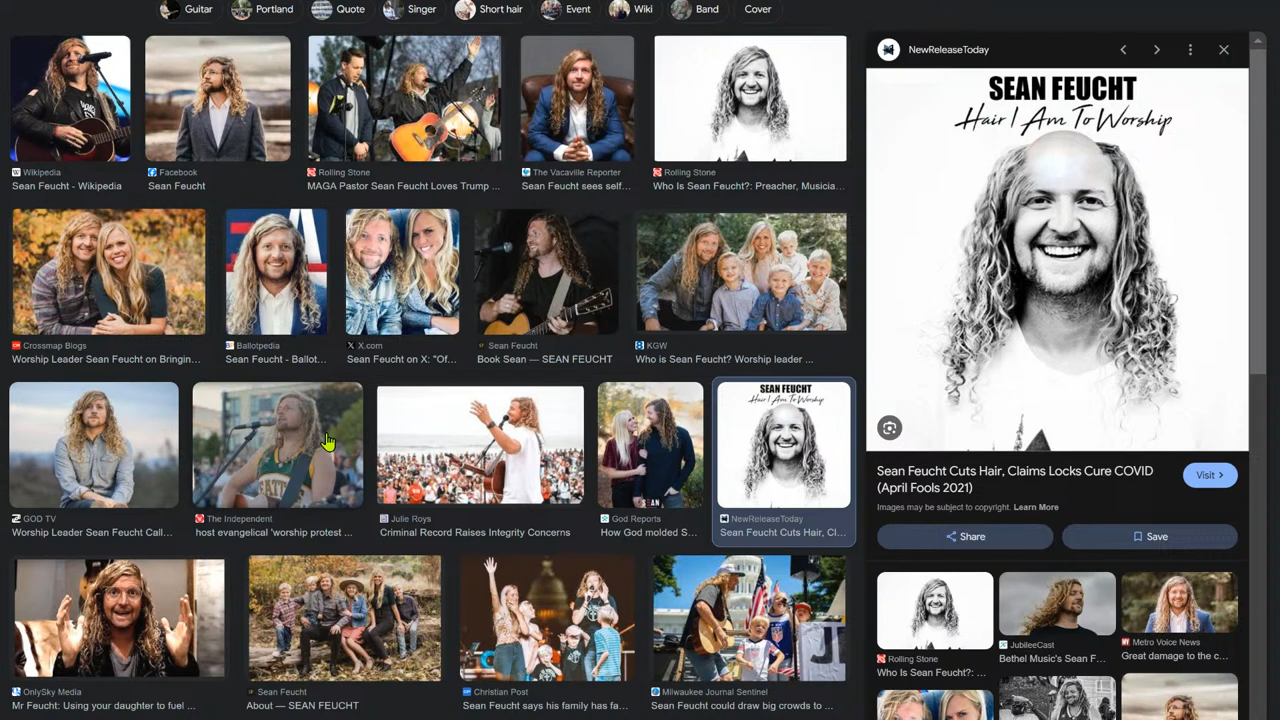 Guitar
Portland
Quote
Singer
Short hair
Event
Wiki
Band
Cover
Wikipedia
Sean Feucht - Wikipedia
Facebook
Sean Feucht
Rolling Stone
MAGA Pastor Sean Feucht Loves Trump ...
The Vacaville Reporter
Sean Feucht sees self...
Rolling Stone
Who Is Sean Feucht?: Preacher, Musicia...
Crossmap Blogs
Worship Leader Sean Feucht on Bringin...
Ballotpedia
Sean Feucht - Ballot...
X.com
Sean Feucht on X: "Of...
Sean Feucht
Book Sean — SEAN FEUCHT
KGW
Who is Sean Feucht? Worship leader ...
GOD TV
Worship Leader Sean Feucht Call...
The Independent
host evangelical 'worship protest ...
Julie Roys
Criminal Record Raises Integrity Concerns
God Reports
How God molded S...
SEAN FEUCHT
Hair I Am To Worship
NewReleaseToday
Sean Feucht Cuts Hair, Cl...
OnlySky Media
Mr Feucht: Using your daughter to fuel ...
Sean Feucht
About — SEAN FEUCHT
Christian Post
Sean Feucht says his family has fa...
Milwaukee Journal Sentinel
Sean Feucht could draw big crowds to ...
NewReleaseToday
SEAN FEUCHT
Hair I Am To Worship
Sean Feucht Cuts Hair, Claims Locks Cure COVID
(April Fools 2021)
Visit >
Images may be subject to copyright. Learn More
Share
Save
Rolling Stone
Who Is Sean Feucht?: ...
JubileeCast
Bethel Music's Sean F...
Metro Voice News
Great damage to the c...